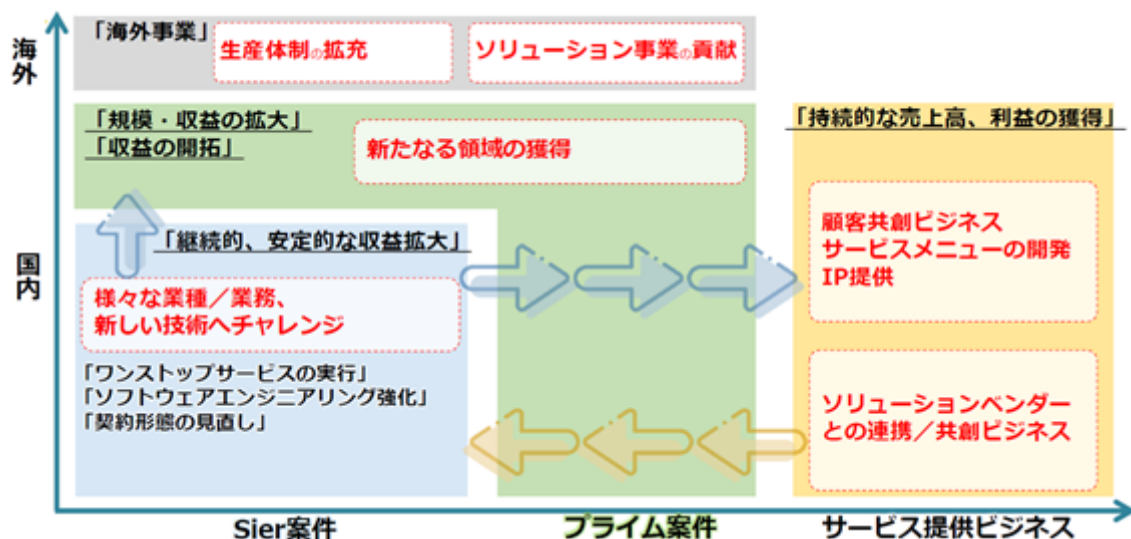 海外
「海外事業」
生産体制の拡充
ソリューション事業の貢献
「規模・収益の拡大」
「収益の開拓」
新たなる領域の獲得
「持続的な売上高、利益の獲得」
国内
「継続的、安定的な収益拡大」
様々な業種／業務、
新しい技術へチャレンジ
「ワンストップサービスの実行」
「ソフトウェアエンジニアリング強化」
「契約形態の見直し」
顧客共創ビジネス
サービスメニューの開発
IP提供
ソリューションベンダー
との連携／共創ビジネス
Sier案件
プライム案件
サービス提供ビジネス